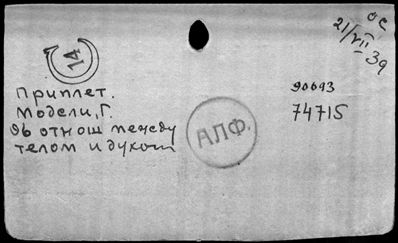 ос
21/VII 39
14
Приплет.
Модели, Г.
Об отнош между
телом и духом
АЛФ.
90693
74715